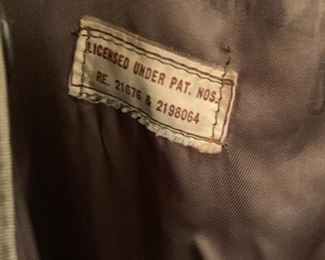 LICENSED UNDER PAT. NOS.
RE. 21676 & 2198064